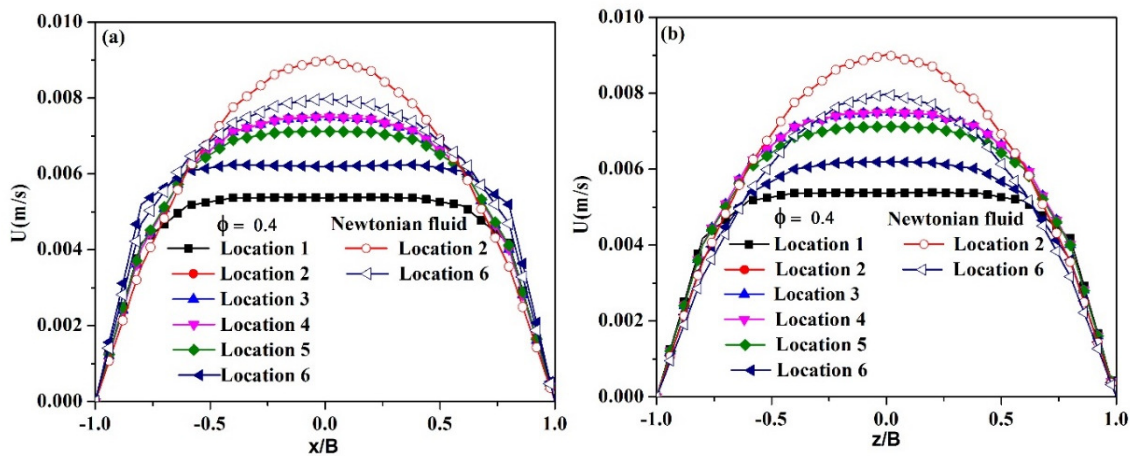 (a)
0.010
0.008
0.006
0.004
0.002
0.000
U(m/s)
ϕ = 0.4 Newtonian fluid
Location 1 Location 2
Location 2 Location 6
Location 3
Location 4
Location 5
Location 6
-1.0 -0.5 0.0 0.5 1.0
x/B
(b)
0.010
0.008
0.006
0.004
0.002
0.000
U(m/s)
ϕ = 0.4 Newtonian fluid
Location 1 Location 2
Location 2 Location 6
Location 3
Location 4
Location 5
Location 6
-1.0 -0.5 0.0 0.5 1.0
z/B